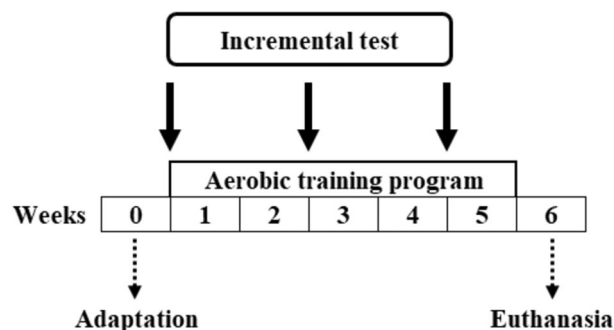 Incremental test
Aerobic training program
Weeks 0 1 2 3 4 5 6
Adaptation Euthanasia